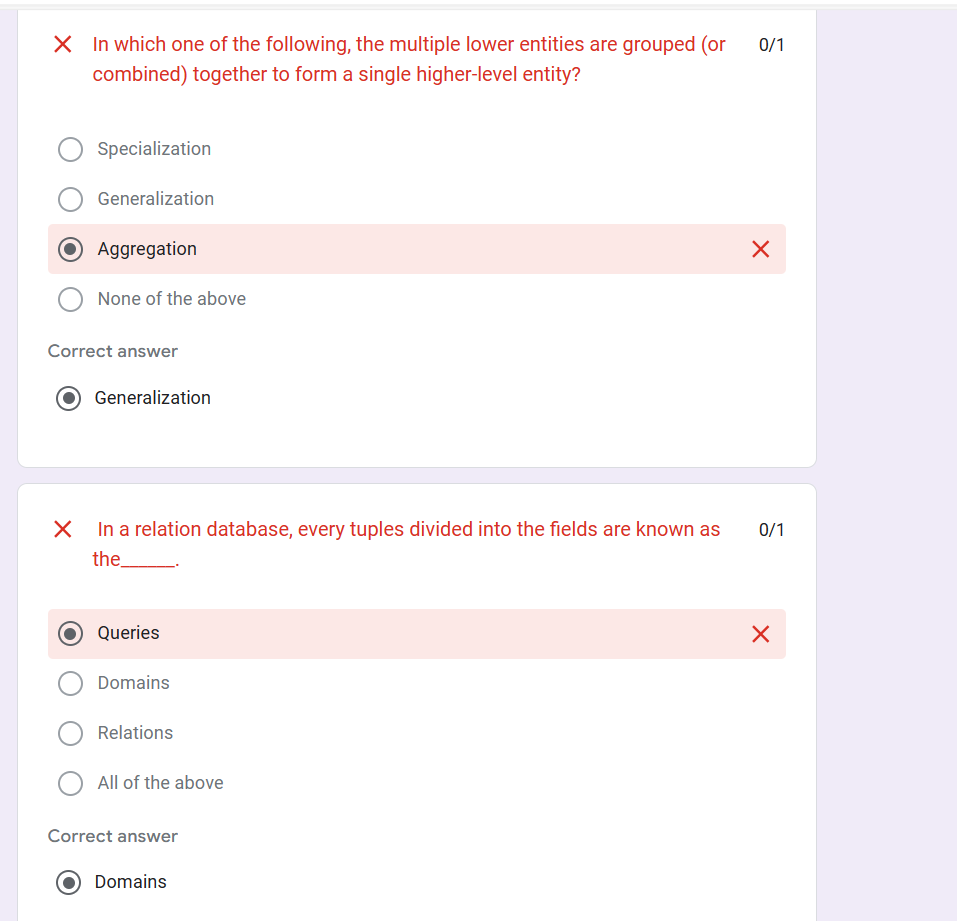 In which one of the following, the multiple lower entities are grouped (or
0/1
combined) together to form a single higher-level entity?
Specialization
Generalization
Aggregation
None of the above
Correct answer
Generalization
In a relation database, every tuples divided into the fields are known as
0/1
the______.
Queries
Domains
Relations
All of the above
Correct answer
Domains